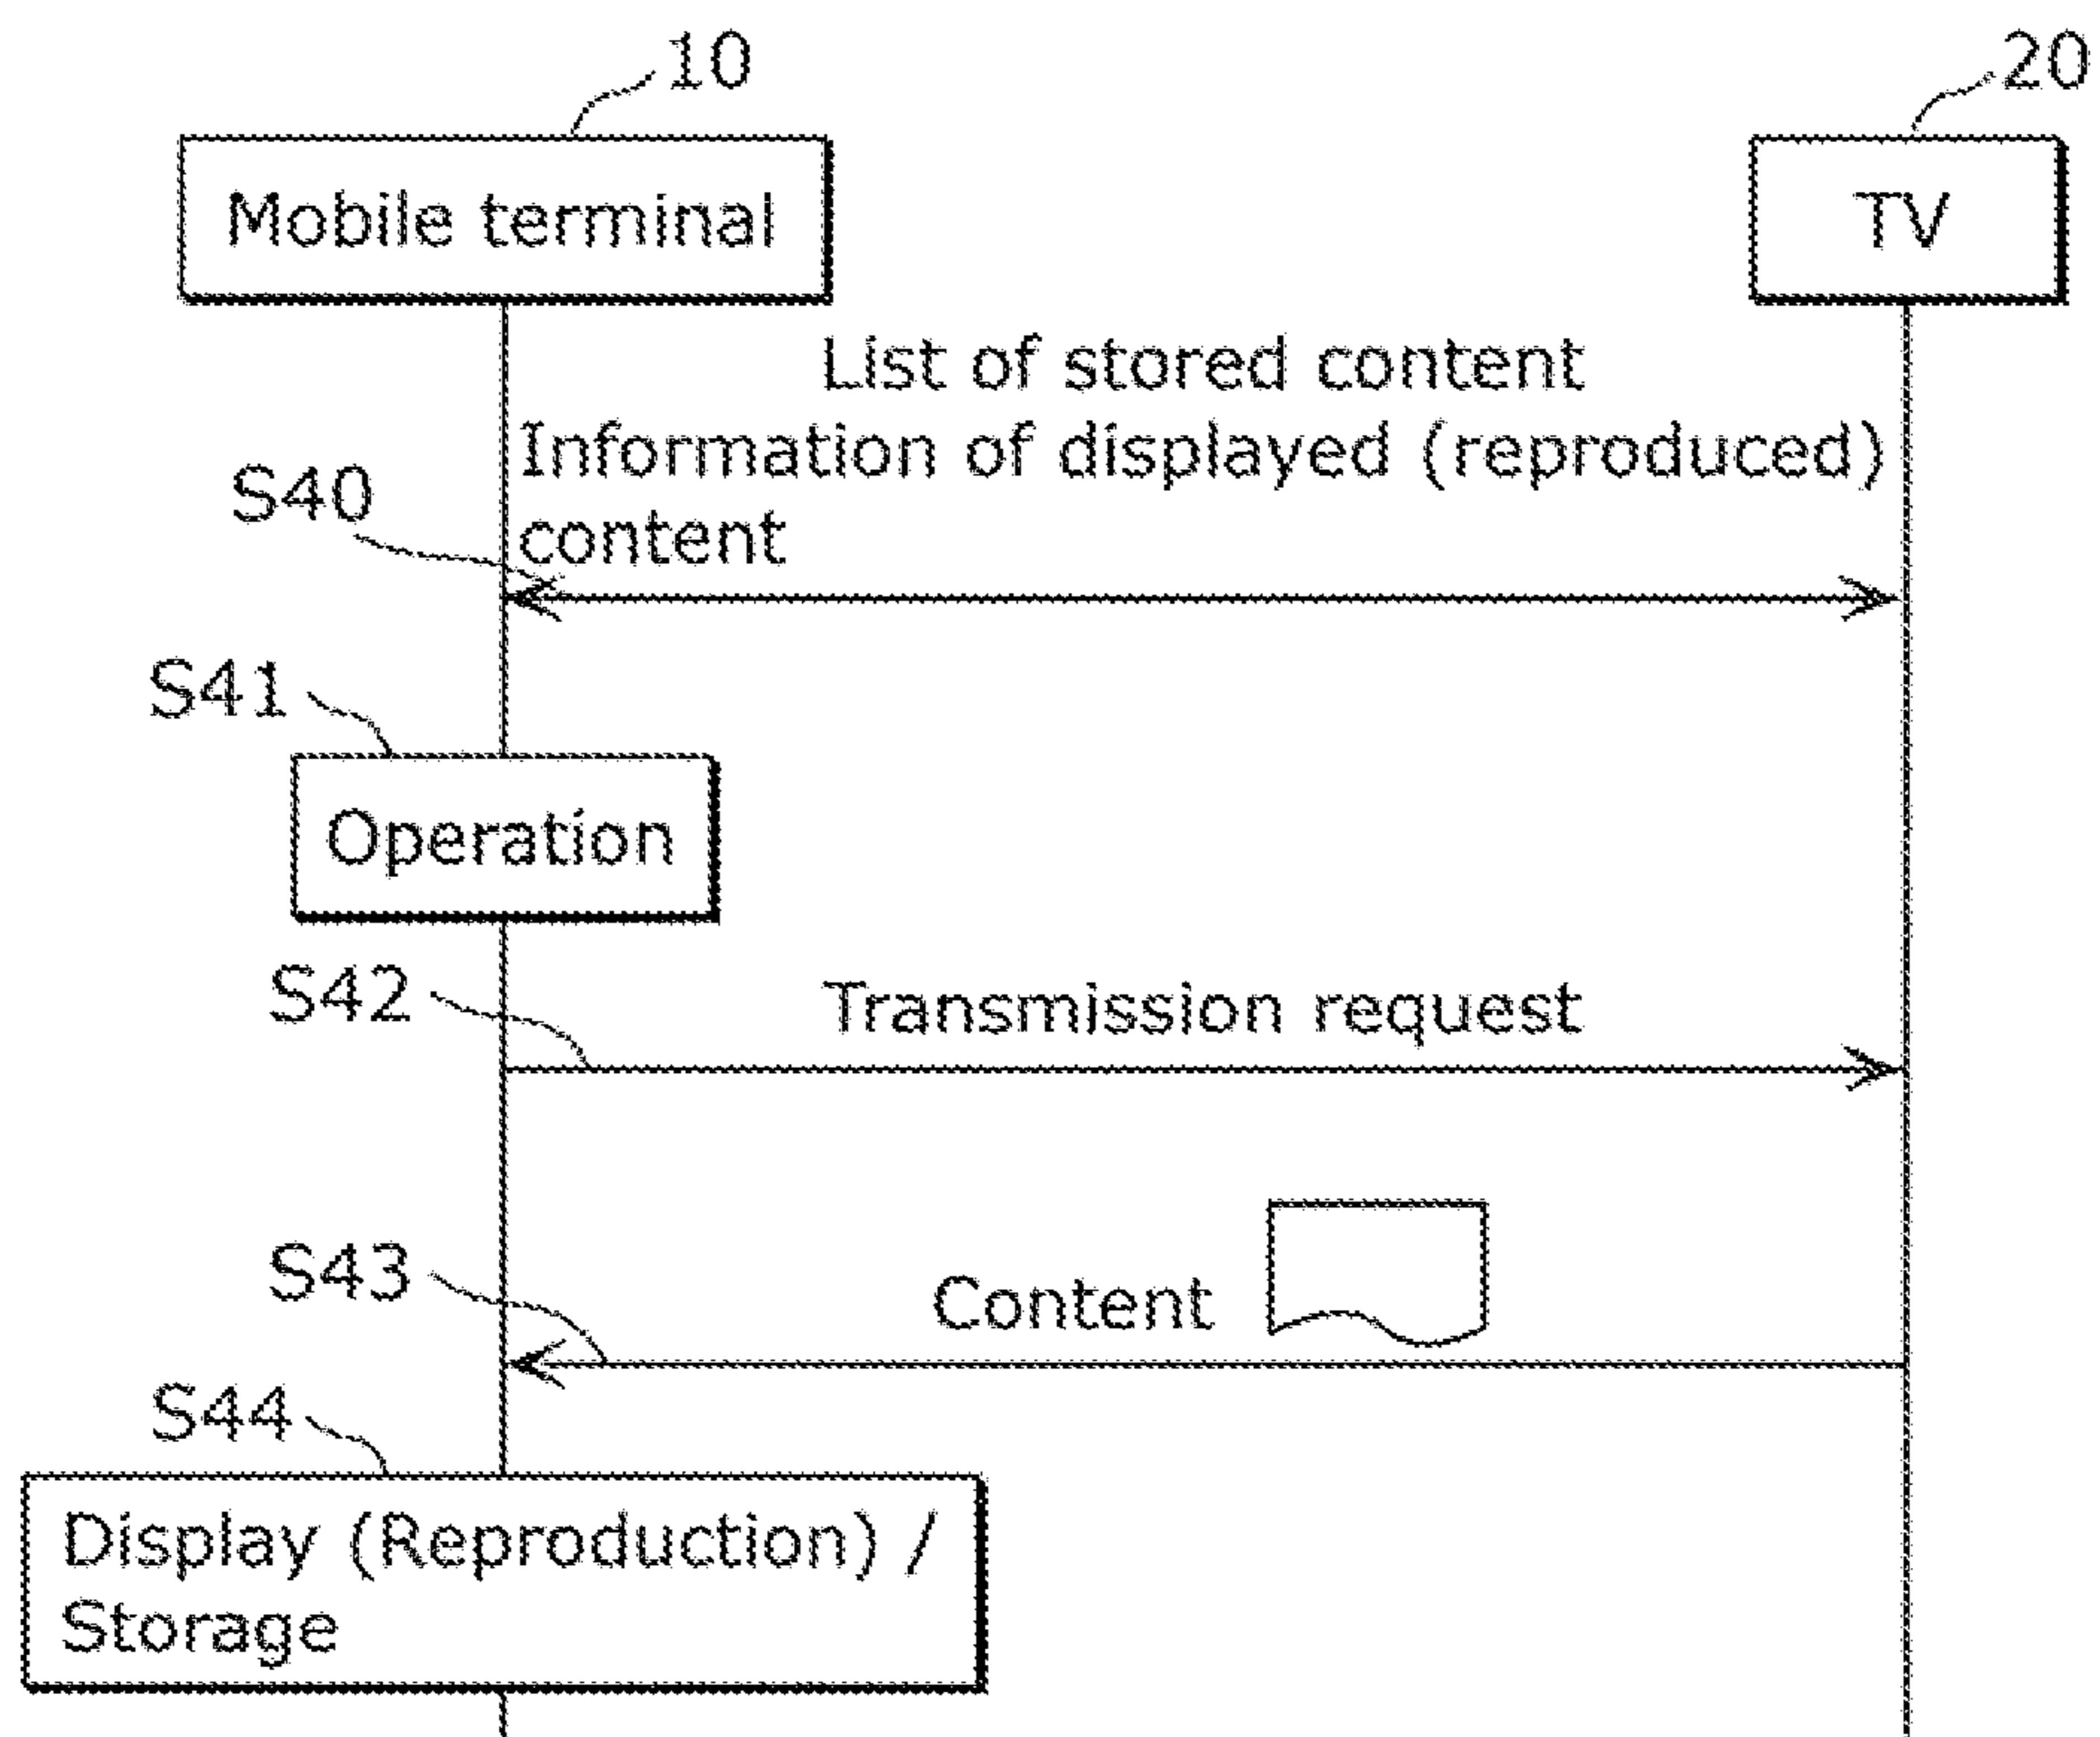 10
20
Mobile terminal
TV
List of stored content
Information of displayed (reproduced)
content
S40
S41
Operation
S42
Transmission request
S43
Content
S44
Display (Reproduction) /
Storage